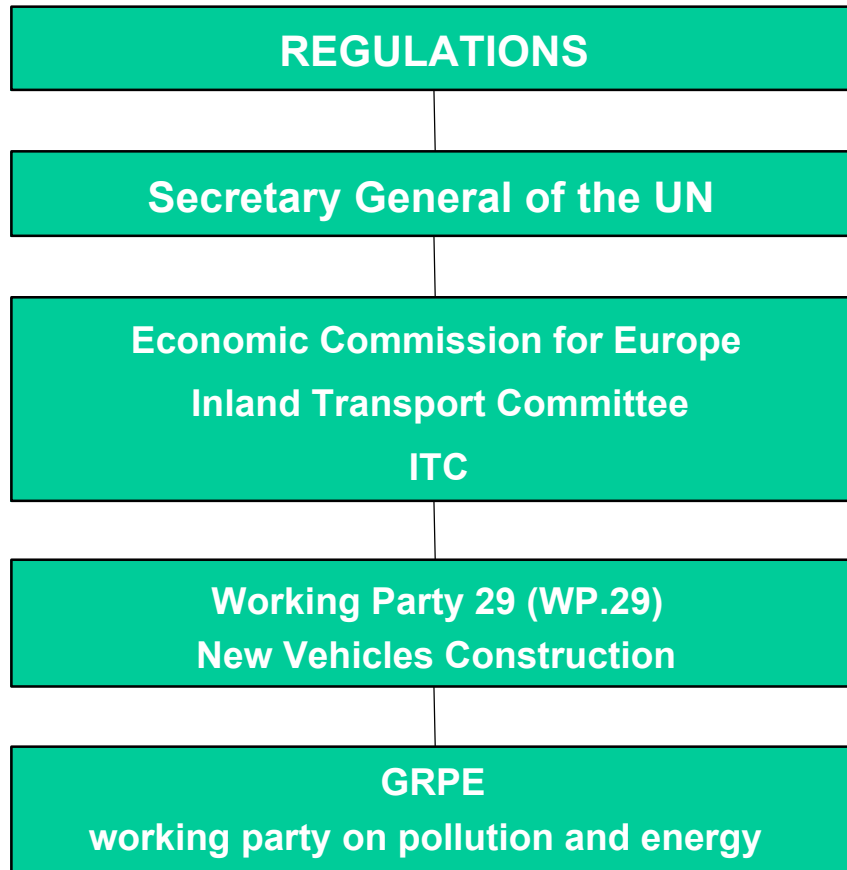 REGULATIONS
Secretary General of the UN
Economic Commission for Europe
Inland Transport Committee
ITC
Working Party 29 (WP.29)
New Vehicles Construction
GRPE
working party on pollution and energy